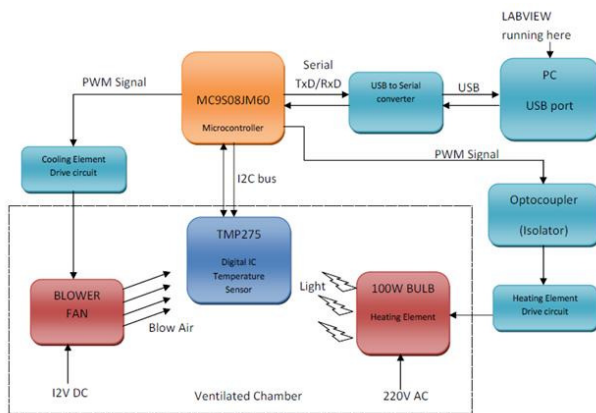 LABVIEW
running here
PC
USB port
Serial
TxD/RxD
USB to Serial
converter
USB
MC9S08JM60
Microcontroller
PWM Signal
PWM Signal
Cooling Element
Drive circuit
I2C bus
Optocoupler
(Isolator)
TMP275
Digital IC
Temperature
Sensor
BLOWER
FAN
Blow Air
Light
100W BULB
Heating Element
Heating Element
Drive circuit
I2V DC
Ventilated Chamber
220V AC